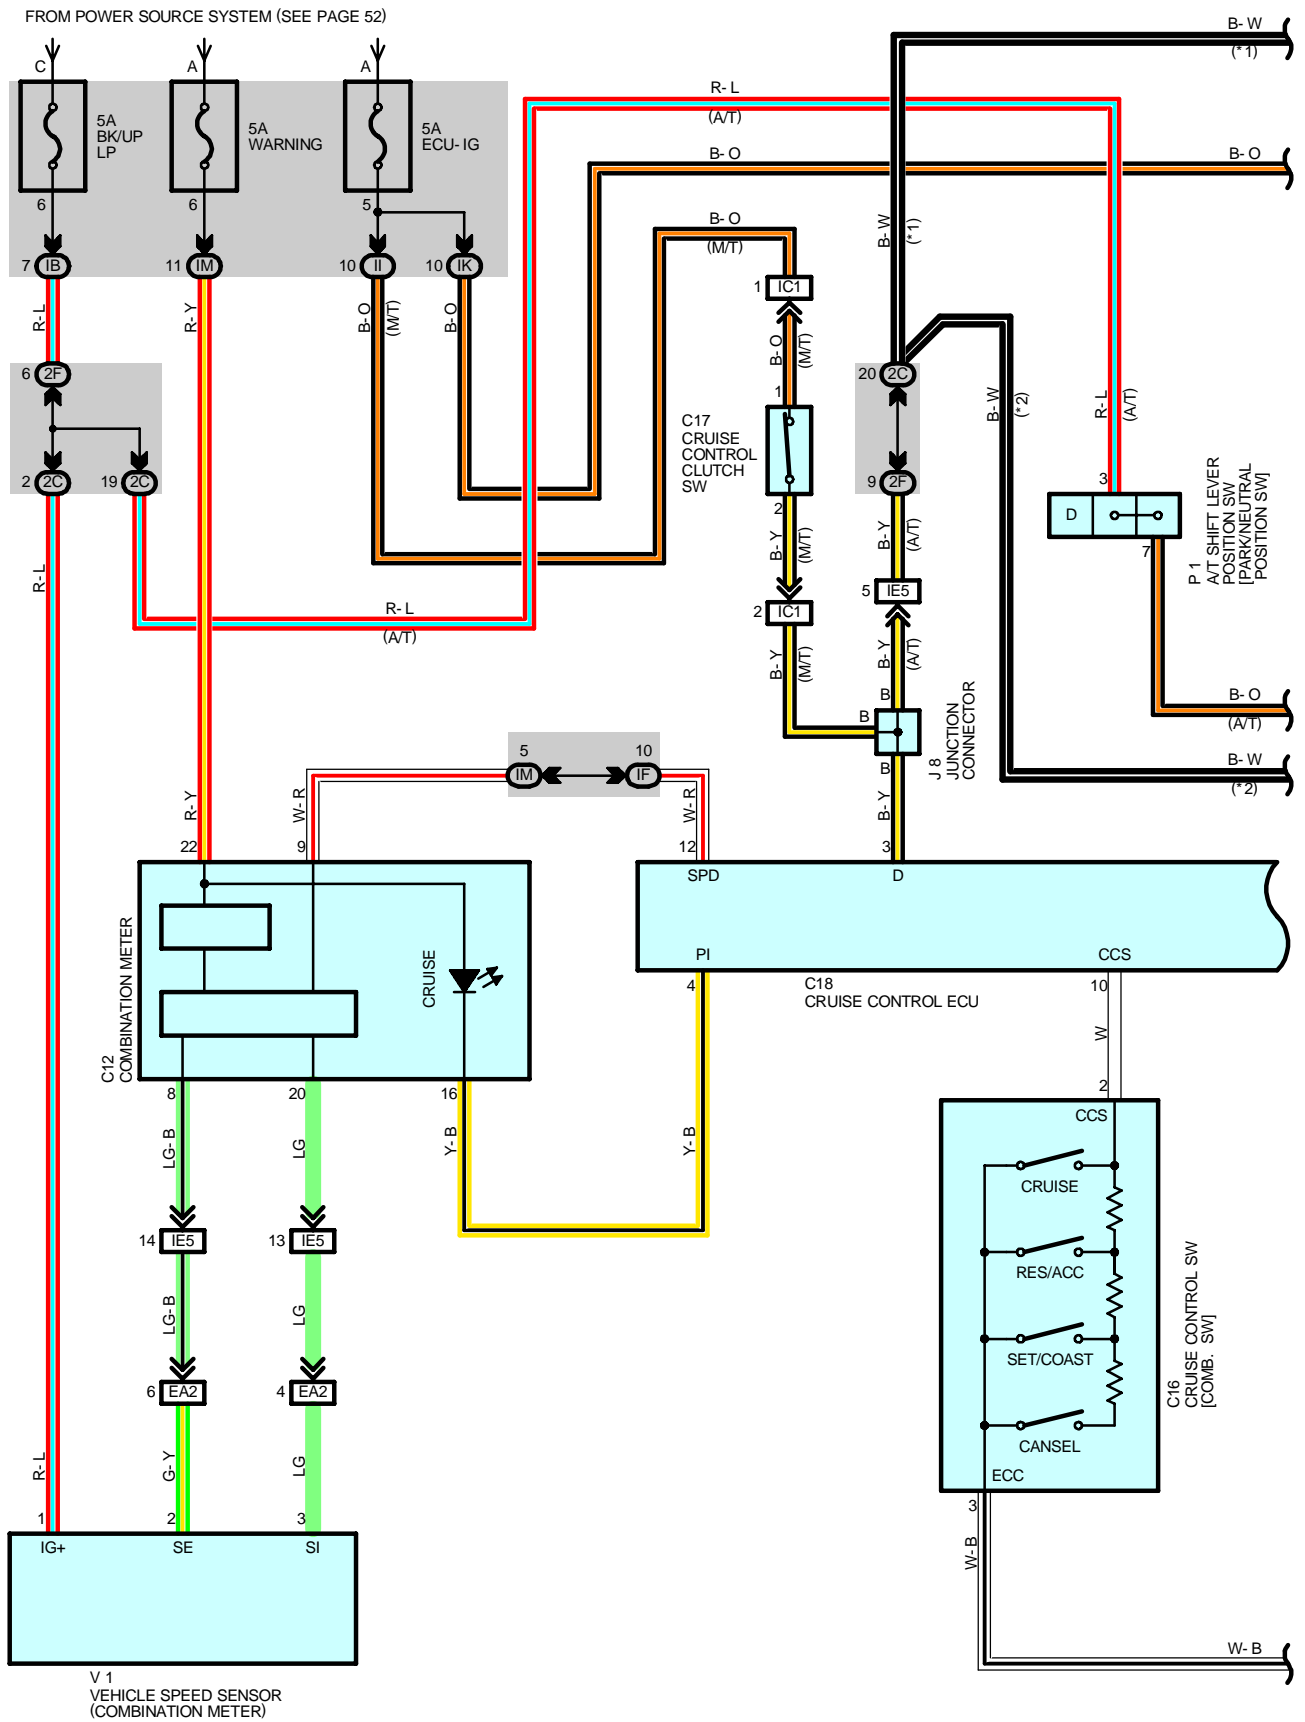 FROM POWER SOURCE SYSTEM (SEE PAGE 52)
C
A
A
5A
BK/UP
LP
5A
WARNING
5A
ECU-IG
6
6
5
7 IB
11 IM
10 II
10 IK
R-L
(A/T)
B-O
B-W
(*1)
B-O
B-O
(M/T)
B-W
(*1)
R-L
R-Y
B-O
(M/T)
B-O
1 IC1
B-O
(M/T)
6 2F
20 2C
B-W
(*2)
R-L
(A/T)
1
C17
CRUISE
CONTROL
CLUTCH
SW
2
2 2C
19 2C
9 2F
3
D
7
P 1
A/T SHIFT LEVER
POSITION SW
[PARK/NEUTRAL
POSITION SW]
B-Y
(M/T)
B-Y
(A/T)
R-L
R-L
(A/T)
2 IC1
5 IE5
B-Y
(M/T)
B-Y
(A/T)
B
B
B
J 8
JUNCTION
CONNECTOR
B-O
(A/T)
B-W
(*2)
5
IM
10
IF
R-Y
W-R
W-R
B-Y
22
9
12
3
SPD
D
PI
CCS
C12
COMBINATION METER
CRUISE
4
C18
CRUISE CONTROL ECU
10
W
8
20
16
2
CCS
LG-B
LG
Y-B
Y-B
CRUISE
14 IE5
13 IE5
RES/ACC
LG-B
LG
SET/COAST
6 EA2
4 EA2
CANSEL
C16
CRUISE CONTROL SW
[COMB. SW]
R-L
G-Y
LG
ECC
3
1
2
3
IG+
SE
SI
W-B
W-B
V 1
VEHICLE SPEED SENSOR
(COMBINATION METER)